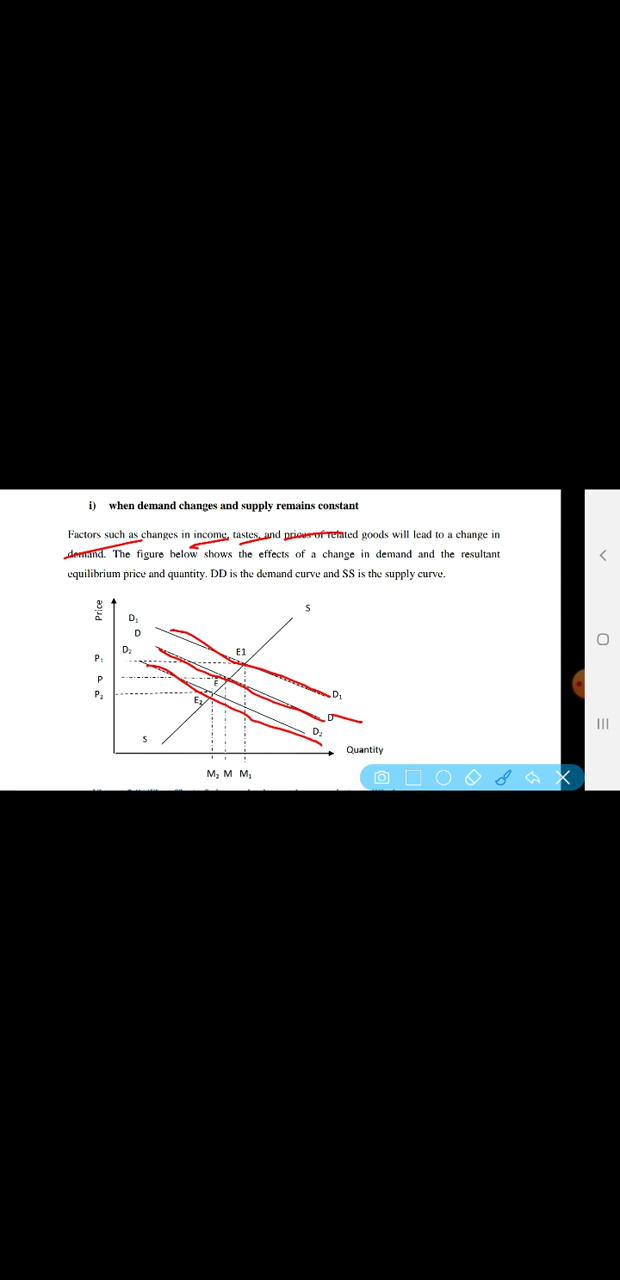 i) when demand changes and supply remains constant
Factors such as changes in income, tastes, and prices of related goods will lead to a change in
demand. The figure below shows the effects of a change in demand and the resultant
equilibrium price and quantity. DD is the demand curve and SS is the supply curve.
Price
S
D₁
D
D₂
E1
P₁
P
E
P₂
E₂
D₁
D
D₂
S
Quantity
M₂ M M₁